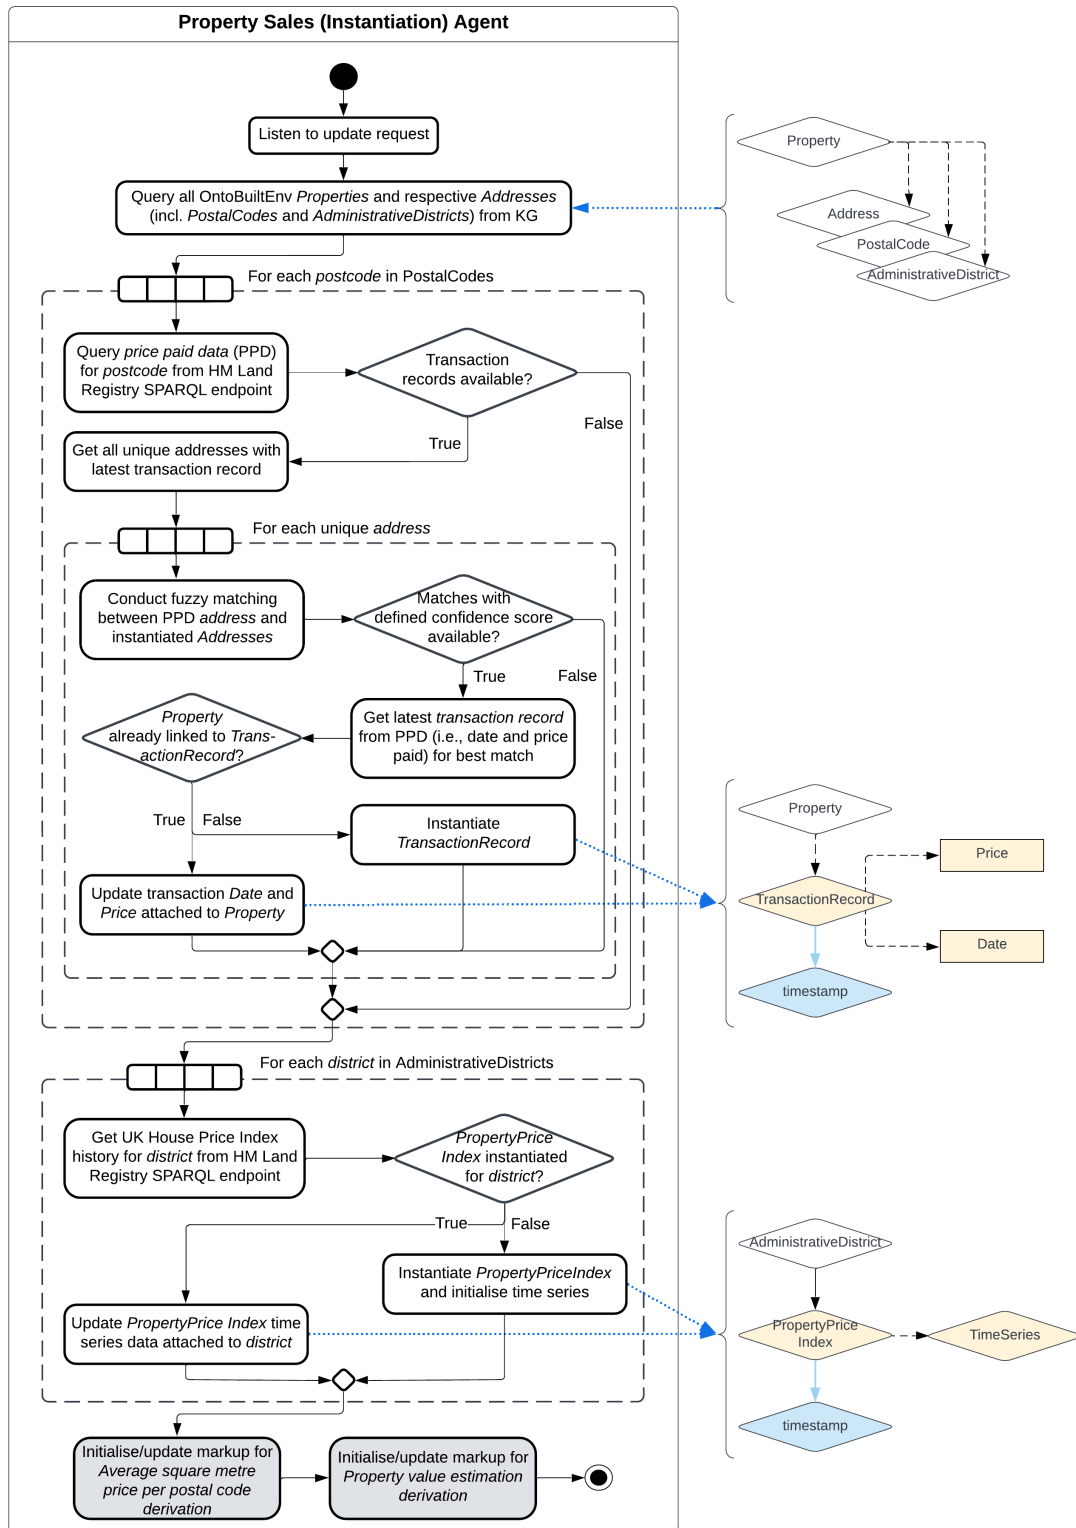 Property Sales (Instantiation) Agent
Listen to update request
Query all OntoBuiltEnv Properties and respective Addresses
(incl. PostalCodes and AdministrativeDistricts) from KG
Property
Address
PostalCode
AdministrativeDistrict
For each postcode in PostalCodes
Query price paid data (PPD)
for postcode from HM Land
Registry SPARQL endpoint
Transaction
records available?
False
True
Get all unique addresses with
latest transaction record
For each unique address
Conduct fuzzy matching
between PPD address and
instantiated Addresses
Matches with
defined confidence score
available?
True
False
Get latest transaction record
from PPD (i.e., date and price
paid) for best match
Property
already linked to Trans-
actionRecord?
True
False
Instantiate
TransactionRecord
Update transaction Date and
Price attached to Property
Property
Price
TransactionRecord
Date
timestamp
For each district in AdministrativeDistricts
Get UK House Price Index
history for district from HM Land
Registry SPARQL endpoint
PropertyPrice
Index instantiated
for district?
True
False
Instantiate PropertyPriceIndex
and initialise time series
Update PropertyPrice Index time
series data attached to district
AdministrativeDistrict
PropertyPrice
Index
TimeSeries
timestamp
Initialise/update markup for
Average square metre
price per postal code
derivation
Initialise/update markup for
Property value estimation
derivation